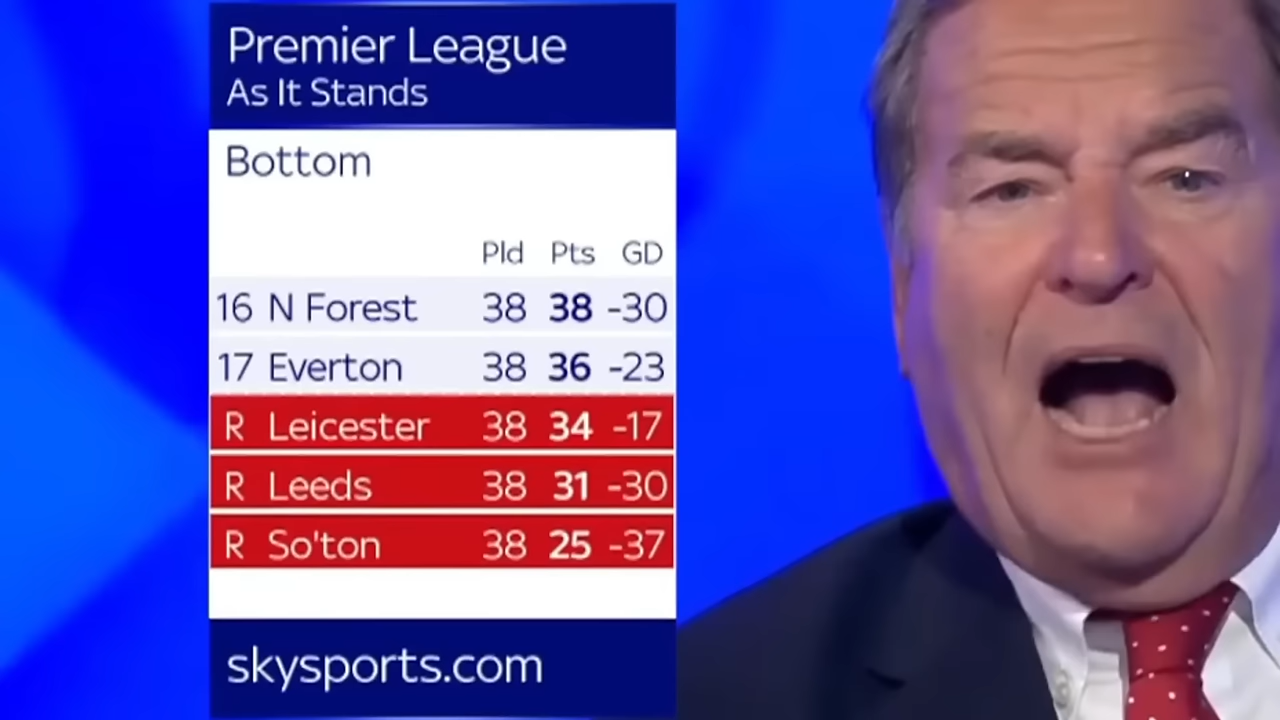 Premier League
As It Stands
Bottom
Pld Pts GD
16 N Forest 38 38 -30
17 Everton 38 36 -23
R Leicester 38 34 -17
R Leeds 38 31 -30
R So'ton 38 25 -37
skysports.com